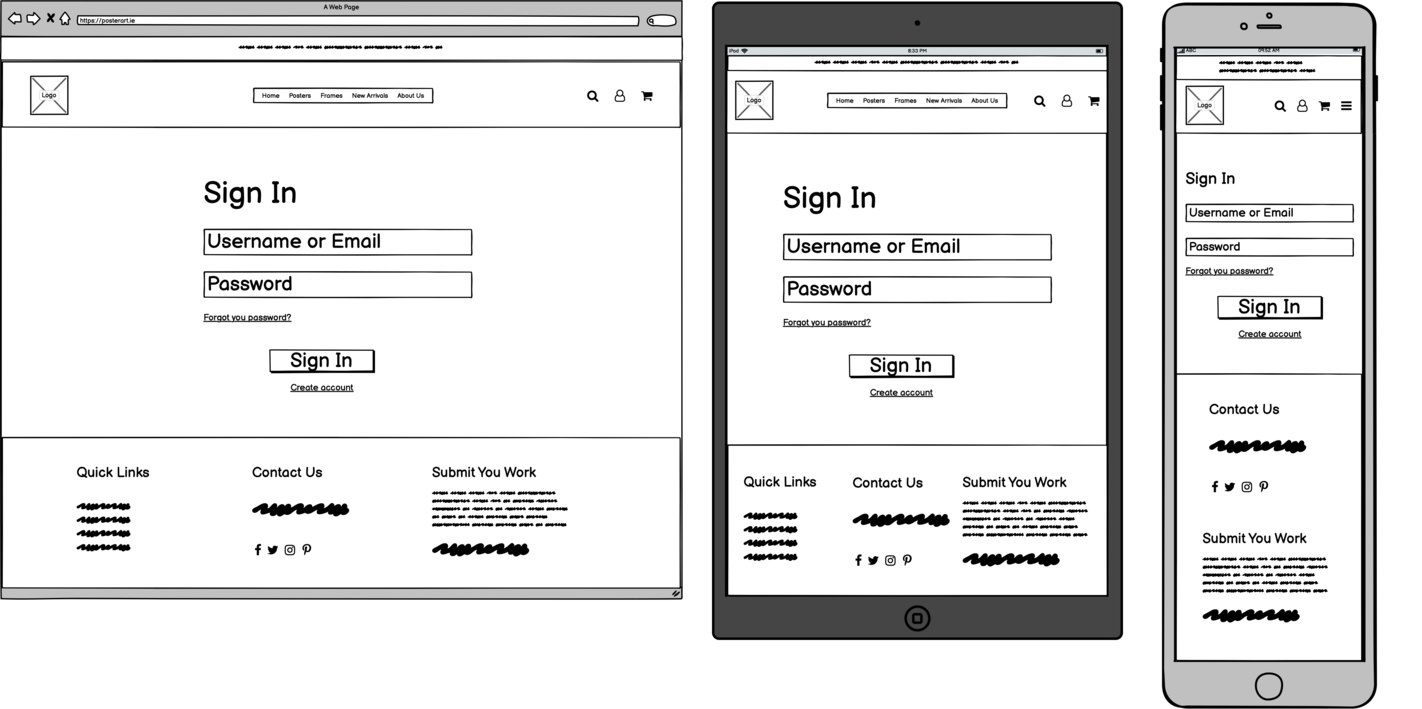 A Web Page
https://posterart.ie
Logo
Home Posters Frames New Arrivals About Us
Sign In
Username or Email
Password
Forgot you password?
Sign In
Create account
Quick Links
Contact Us
Submit You Work
iPad
8:33 PM
Logo
Home Posters Frames New Arrivals About Us
Sign In
Username or Email
Password
Forgot you password?
Sign In
Create account
Quick Links
Contact Us
Submit You Work
ABC
09:52 AM
Logo
Sign In
Username or Email
Password
Forgot you password?
Sign In
Create account
Contact Us
Submit You Work